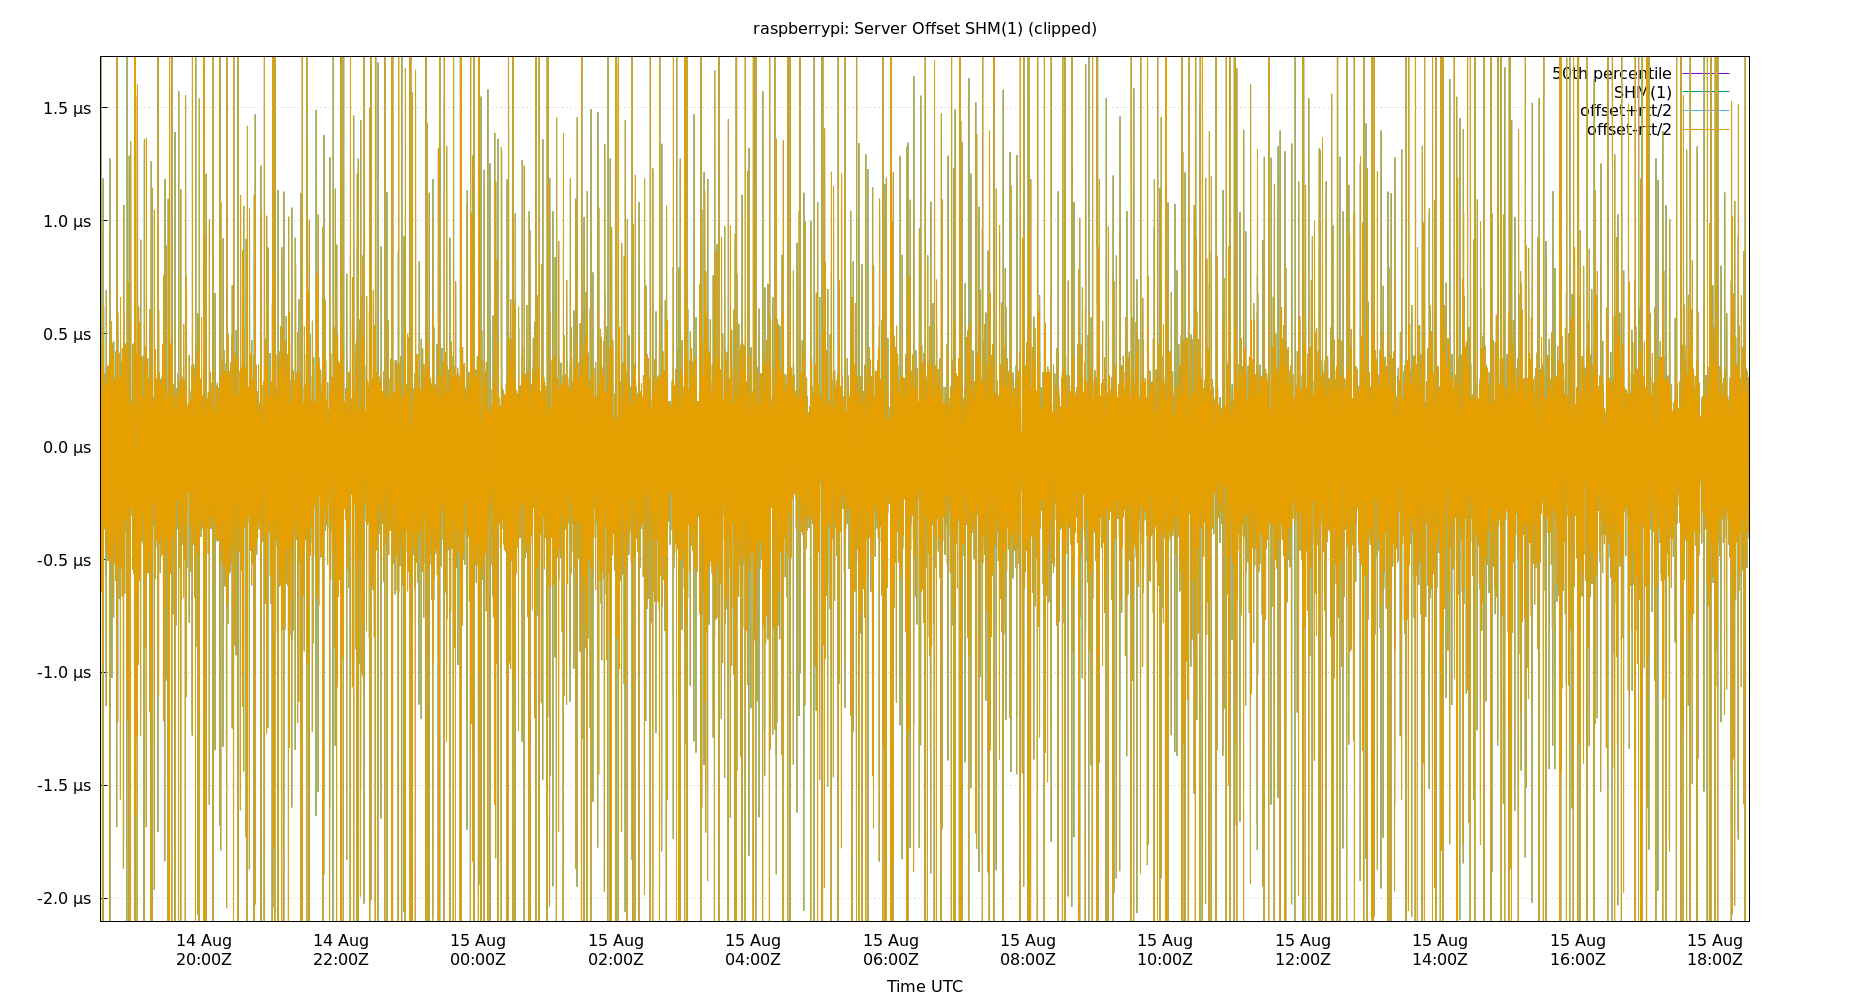 raspberrypi: Server Offset SHM(1) (clipped)
50th percentile
SHM(1)
offset+rtt/2
offset-rtt/2
1.5 µs
1.0 µs
0.5 µs
0.0 µs
-0.5 µs
-1.0 µs
-1.5 µs
-2.0 µs
14 Aug 14 Aug 15 Aug 15 Aug 15 Aug 15 Aug 15 Aug 15 Aug 15 Aug 15 Aug 15 Aug 15 Aug
20:00Z 22:00Z 00:00Z 02:00Z 04:00Z 06:00Z 08:00Z 10:00Z 12:00Z 14:00Z 16:00Z 18:00Z
Time UTC